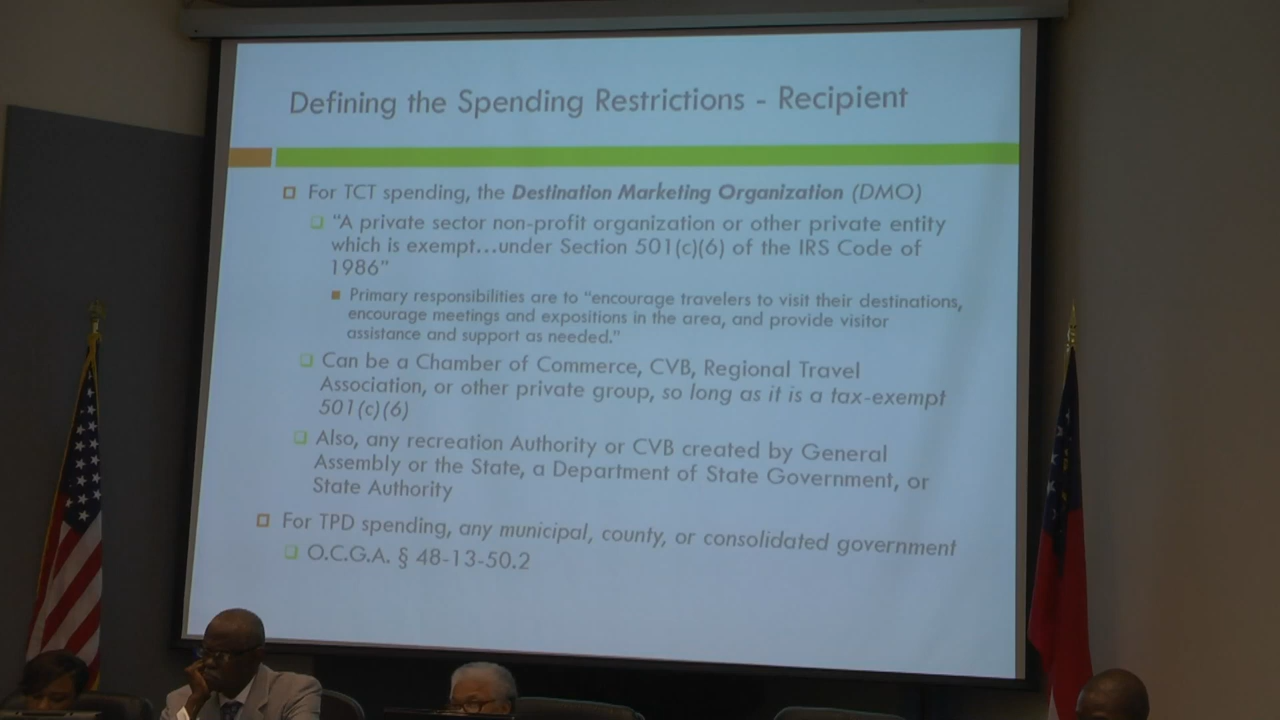 Defining the Spending Restrictions - Recipient
For TCT spending, the Destination Marketing Organization (DMO)
"A private sector non-profit organization or other private entity
which is exempt...under Section 501(c)(6) of the IRS Code of
1986"
Primary responsibilities are to "encourage travelers to visit their destinations,
encourage meetings and expositions in the area, and provide visitor
assistance and support as needed."
Can be a Chamber of Commerce, CVB, Regional Travel
Association, or other private group, so long as it is a tax-exempt
501(c)(6)
Also, any recreation Authority or CVB created by General
Assembly or the State, a Department of State Government, or
State Authority
For TPD spending, any municipal, county, or consolidated government
O.C.G.A. § 48-13-50.2